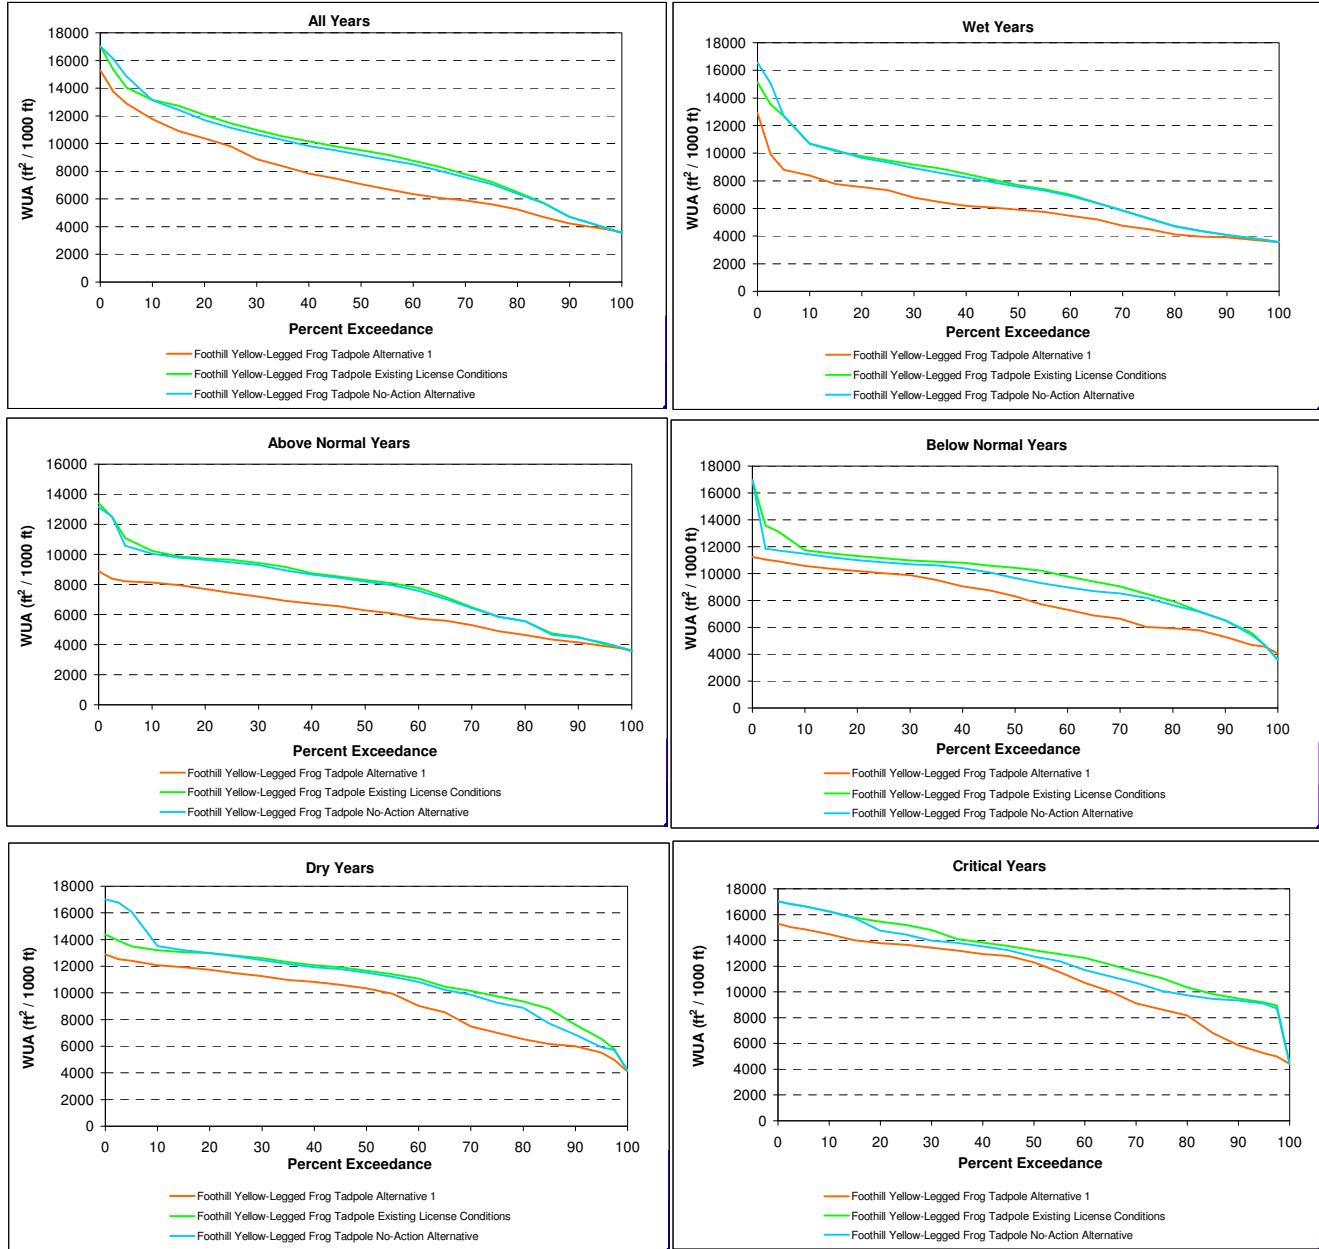 All Years
WUA (ft² / 1000 ft)
18000
16000
14000
12000
10000
8000
6000
4000
2000
0
0 10 20 30 40 50 60 70 80 90 100
Percent Exceedance
Foothill Yellow-Legged Frog Tadpole Alternative 1
Foothill Yellow-Legged Frog Tadpole Existing License Conditions
Foothill Yellow-Legged Frog Tadpole No-Action Alternative
Wet Years
WUA (ft² / 1000 ft)
18000
16000
14000
12000
10000
8000
6000
4000
2000
0
0 10 20 30 40 50 60 70 80 90 100
Percent Exceedance
Foothill Yellow-Legged Frog Tadpole Alternative 1
Foothill Yellow-Legged Frog Tadpole Existing License Conditions
Foothill Yellow-Legged Frog Tadpole No-Action Alternative
Above Normal Years
WUA (ft² / 1000 ft)
16000
14000
12000
10000
8000
6000
4000
2000
0
0 10 20 30 40 50 60 70 80 90 100
Percent Exceedance
Foothill Yellow-Legged Frog Tadpole Alternative 1
Foothill Yellow-Legged Frog Tadpole Existing License Conditions
Foothill Yellow-Legged Frog Tadpole No-Action Alternative
Below Normal Years
WUA (ft² / 1000 ft)
18000
16000
14000
12000
10000
8000
6000
4000
2000
0
0 10 20 30 40 50 60 70 80 90 100
Percent Exceedance
Foothill Yellow-Legged Frog Tadpole Alternative 1
Foothill Yellow-Legged Frog Tadpole Existing License Conditions
Foothill Yellow-Legged Frog Tadpole No-Action Alternative
Dry Years
WUA (ft² / 1000 ft)
18000
16000
14000
12000
10000
8000
6000
4000
2000
0
0 10 20 30 40 50 60 70 80 90 100
Percent Exceedance
Foothill Yellow-Legged Frog Tadpole Alternative 1
Foothill Yellow-Legged Frog Tadpole Existing License Conditions
Foothill Yellow-Legged Frog Tadpole No-Action Alternative
Critical Years
WUA (ft² / 1000 ft)
18000
16000
14000
12000
10000
8000
6000
4000
2000
0
0 10 20 30 40 50 60 70 80 90 100
Percent Exceedance
Foothill Yellow-Legged Frog Tadpole Alternative 1
Foothill Yellow-Legged Frog Tadpole Existing License Conditions
Foothill Yellow-Legged Frog Tadpole No-Action Alternative